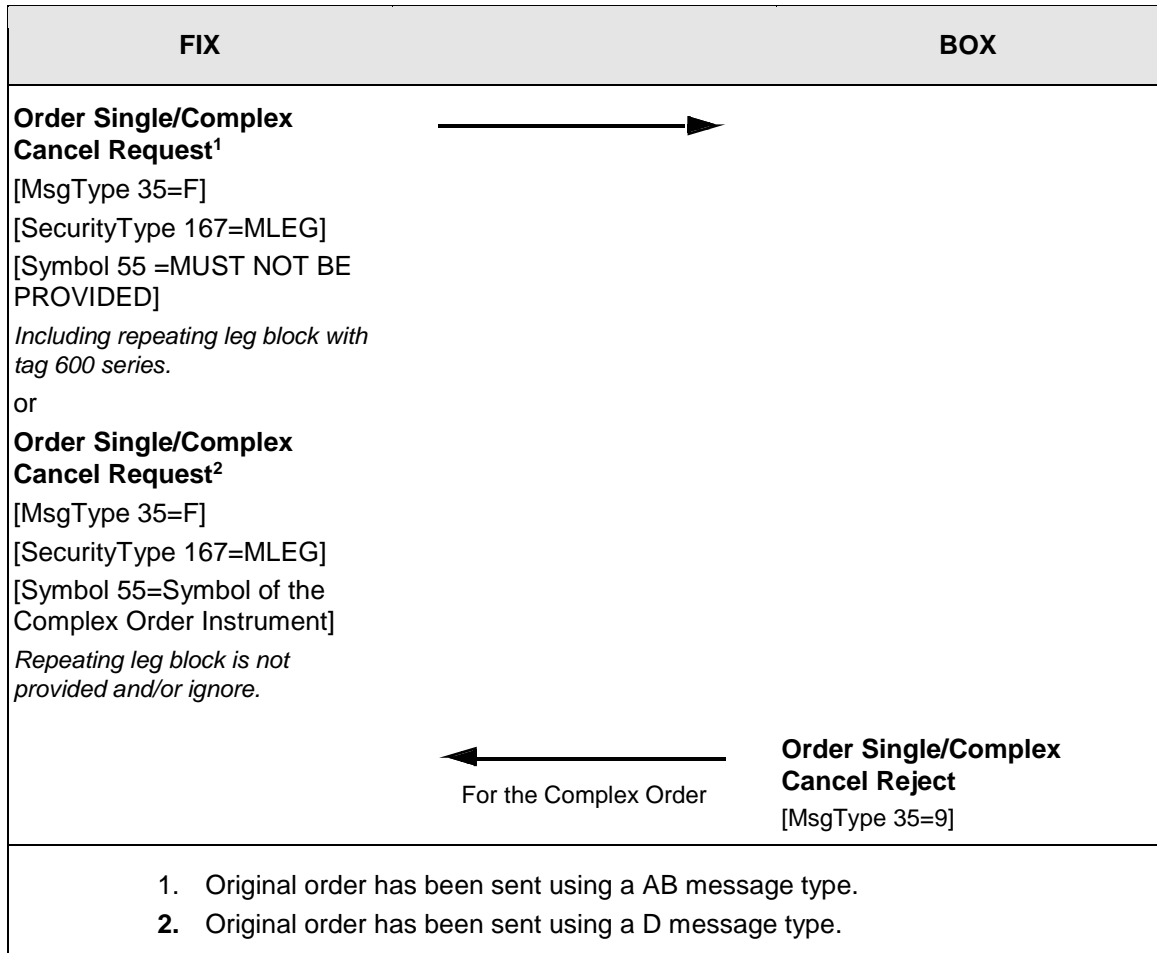 FIX
BOX
Order Single/Complex
Cancel Request1
[MsgType 35=F]
[SecurityType 167=MLEG]
[Symbol 55 =MUST NOT BE
PROVIDED]
Including repeating leg block with
tag 600 series.
or
Order Single/Complex
Cancel Request2
[MsgType 35=F]
[SecurityType 167=MLEG]
[Symbol 55=Symbol of the
Complex Order Instrument]
Repeating leg block is not
provided and/or ignore.
For the Complex Order
Order Single/Complex
Cancel Reject
[MsgType 35=9]
1. Original order has been sent using a AB message type.
2. Original order has been sent using a D message type.